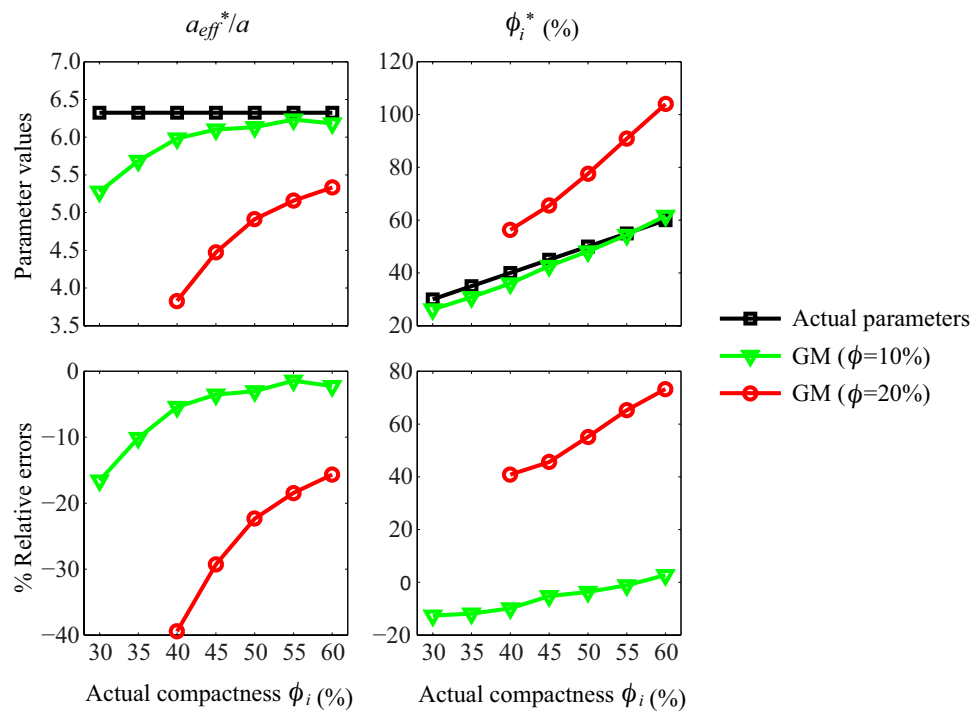 a_eff*/a
ϕ_i* (%)
Parameter values
7.0
6.5
6.0
5.5
5.0
4.5
4.0
3.5
120
100
80
60
40
20
Actual parameters
GM (ϕ=10%)
GM (ϕ=20%)
% Relative errors
0
−10
−20
−30
−40
30 35 40 45 50 55 60
Actual compactness ϕ_i (%)
80
60
40
20
0
−20
30 35 40 45 50 55 60
Actual compactness ϕ_i (%)